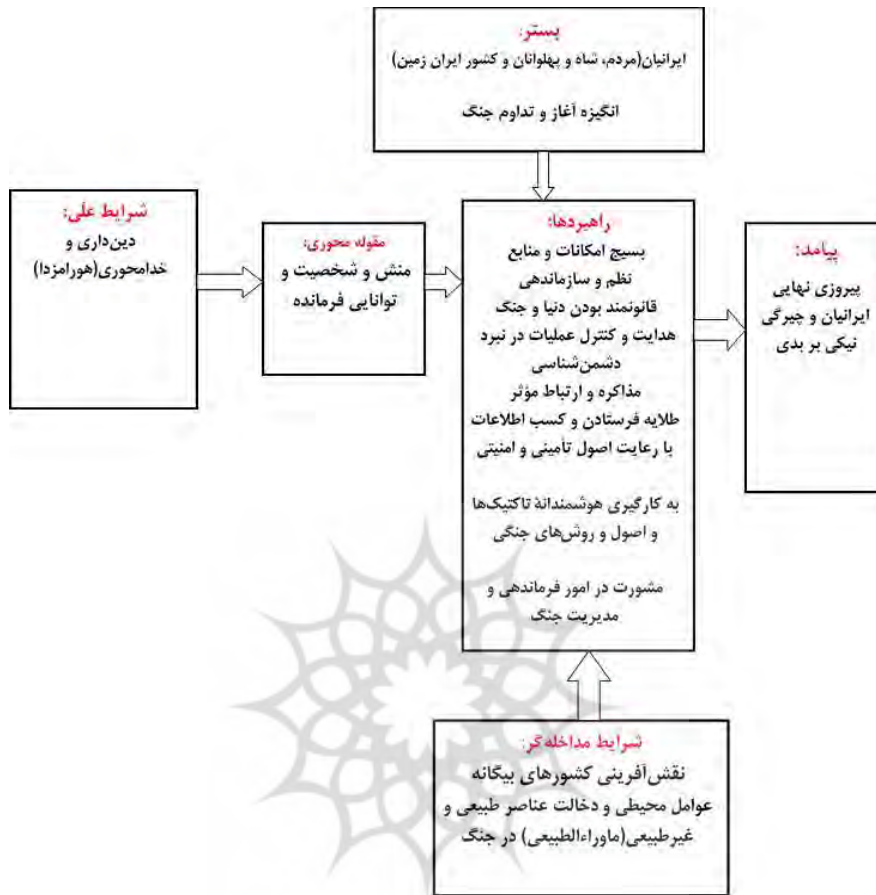 بستر:
ایرانیان(مردم، شاه و پهلوانان و کشور ایران زمین)
انگیزه آغاز و تداوم جنگ
شرایط علی:
دین‌داری و
خدامحوری(هورامزدا)
مقوله محوری:
منش و شخصیت و
توانایی فرمانده
راهبردها:
بسیج امکانات و منابع
نظم و سازماندهی
قانونمند بودن دنیا و جنگ
هدایت و کنترل عملیات در نبرد
دشمن‌شناسی
مذاکره و ارتباط مؤثر
طلایه فرستادن و کسب اطلاعات
با رعایت اصول تأمینی و امنیتی
به کارگیری هوشمندانهٔ تاکتیک‌ها
و اصول و روش‌های جنگی
مشورت در امور فرماندهی و
مدیریت جنگ
پیامد:
پیروزی نهایی
ایرانیان و چیرگی
نیکی بر بدی
شرایط مداخله‌گر:
نقش‌آفرینی کشورهای بیگانه
عوامل محیطی و دخالت عناصر طبیعی و
غیرطبیعی(ماوراءالطبیعی) در جنگ